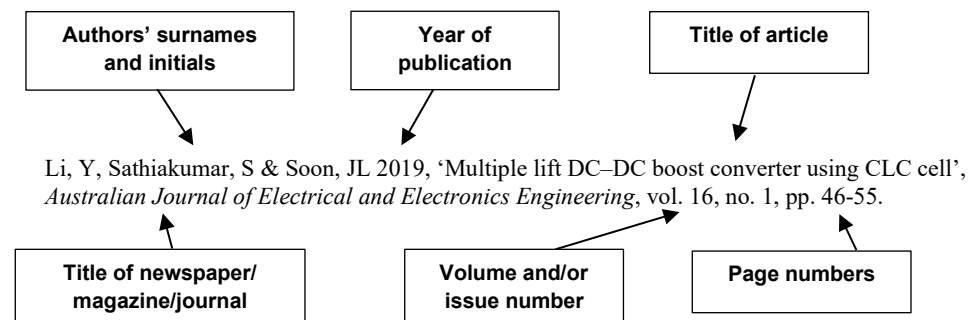 Authors’ surnames
and initials
Year of
publication
Title of article
Li, Y, Sathiakumar, S & Soon, JL 2019, ‘Multiple lift DC–DC boost converter using CLC cell’,
Australian Journal of Electrical and Electronics Engineering, vol. 16, no. 1, pp. 46-55.
Title of newspaper/
magazine/journal
Volume and/or
issue number
Page numbers